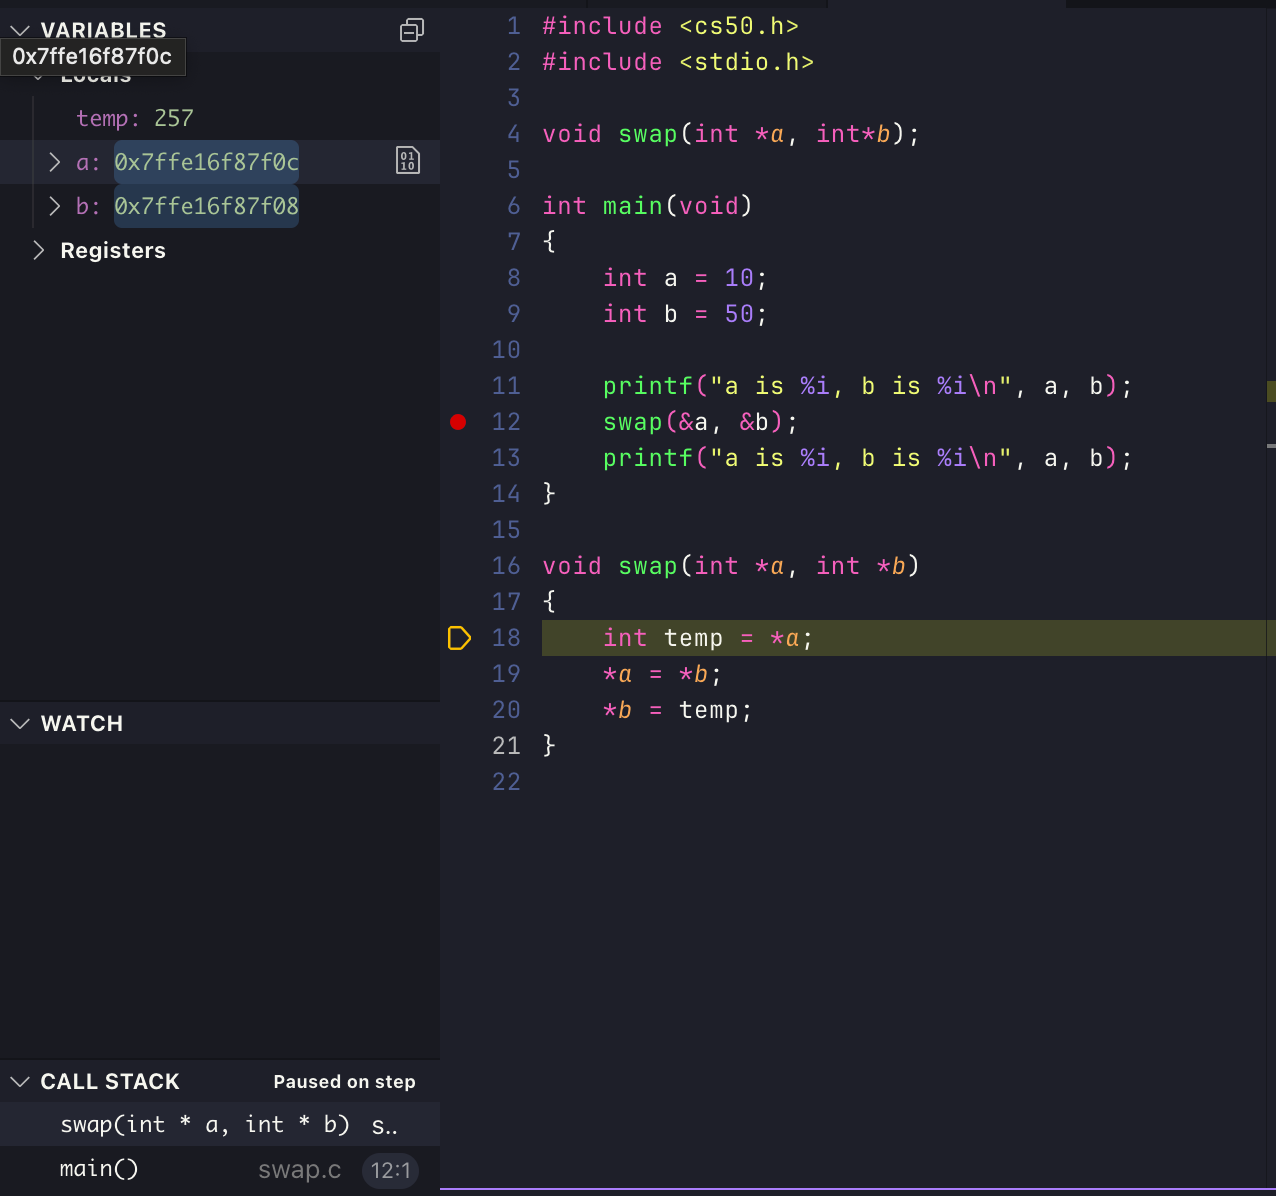 VARIABLES
0x7ffe16f87f0c
Locals
temp: 257
a: 0x7ffe16f87f0c
b: 0x7ffe16f87f08
Registers
WATCH
CALL STACK Paused on step
swap(int * a, int * b) s..
main() swap.c 12:1
1 #include <cs50.h>
2 #include <stdio.h>
3
4 void swap(int *a, int*b);
5
6 int main(void)
7 {
8     int a = 10;
9     int b = 50;
10
11     printf("a is %i, b is %i\n", a, b);
12     swap(&a, &b);
13     printf("a is %i, b is %i\n", a, b);
14 }
15
16 void swap(int *a, int *b)
17 {
18     int temp = *a;
19     *a = *b;
20     *b = temp;
21 }
22